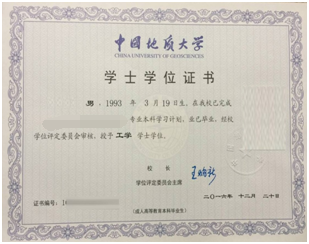 中国地质大学
CHINA UNIVERSITY OF GEOSCIENCES
学士学位证书
男，1993 年 3 月 19 日生。在我校已完成
专业本科学习计划，业已毕业，经校
学位评定委员会审核，授予 工学 学士学位。
校 长
学位评定委员会主席
证书编号：1
二〇一六年 十二月 二十日
（成人高等教育本科毕业生）